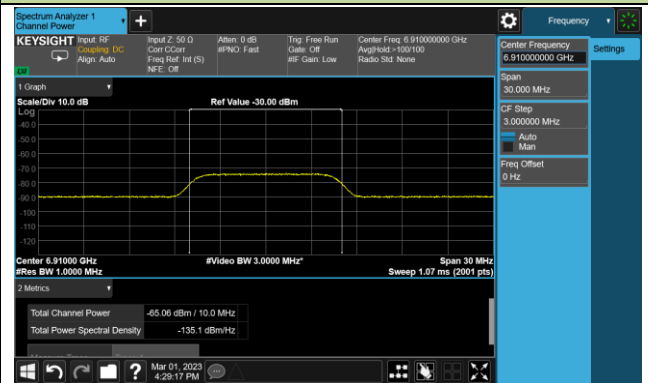 Spectrum Analyzer 1
Channel Power
Frequency
KEYSIGHT
Input: RF
Coupling: DC
Align: Auto
Input Z: 50 Ω
Corr CCorr
Freq Ref: Int (S)
NFE: Off
Atten: 0 dB
#PNO: Fast
Trig: Free Run
Gate: Off
#IF Gain: Low
Center Freq: 6.910000000 GHz
Avg|Hold:>100/100
Radio Std: None
Center Frequency
6.910000000 GHz
Settings
Span
30.000 MHz
CF Step
3.000000 MHz
Auto
Man
Freq Offset
0 Hz
1 Graph
Scale/Div 10.0 dB
Ref Value -30.00 dBm
Log
-40.0
-50.0
-60.0
-70.0
-80.0
-90.0
-100
-110
-120
Center 6.91000 GHz
#Video BW 3.0000 MHz*
Span 30 MHz
#Res BW 1.0000 MHz
Sweep 1.07 ms (2001 pts)
2 Metrics
Total Channel Power -65.06 dBm / 10.0 MHz
Total Power Spectral Density -135.1 dBm/Hz
Mar 01, 2023
4:29:17 PM